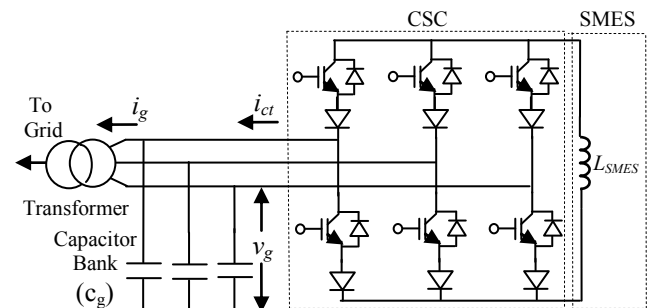 CSC
SMES
i_g
i_ct
To
Grid
L_SMES
Transformer
Capacitor
Bank
(c_g)
v_g